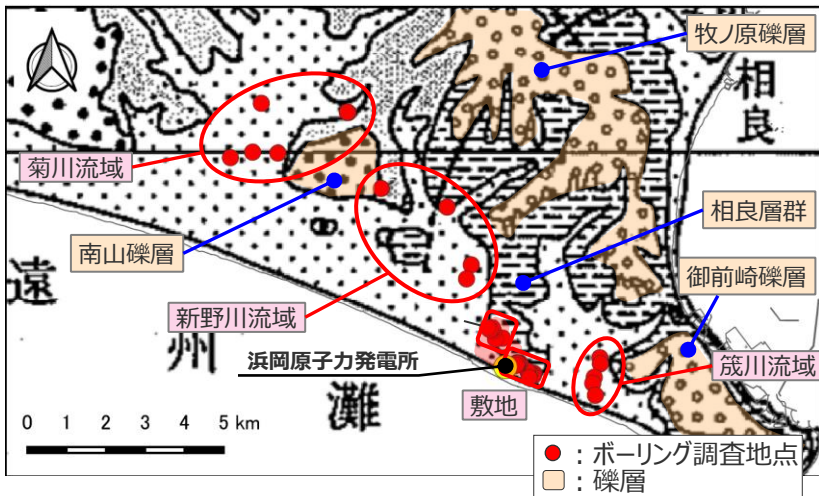 牧ノ原礫層
相良
菊川流域
相良層群
南山礫層
御前崎礫層
新野川流域
遠
州
灘
浜岡原子力発電所
筬川流域
敷地
0 1 2 3 4 5 km
：ボーリング調査地点
：礫層